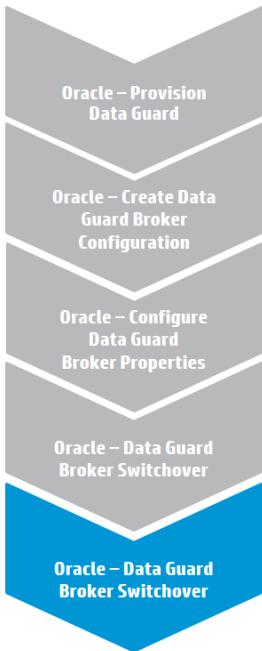 Oracle – Provision
Data Guard
Oracle – Create Data
Guard Broker
Configuration
Oracle – Configure
Data Guard
Broker Properties
Oracle – Data Guard
Broker Switchover
Oracle – Data Guard
Broker Switchover